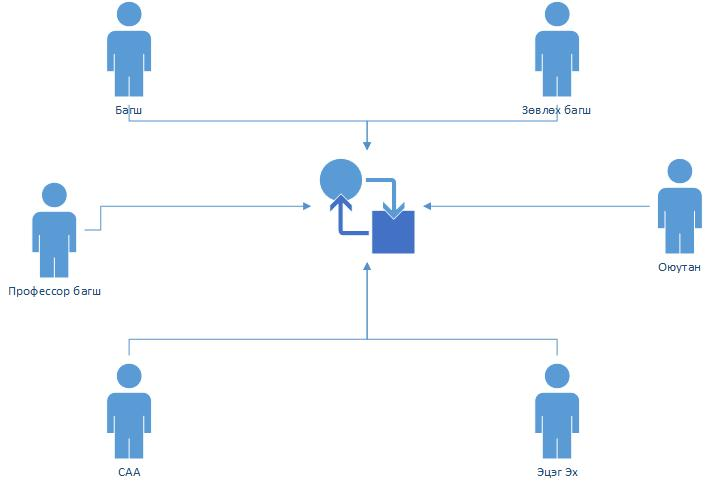 Багш
Зөвлөх багш
Профессор багш
Оюутан
САА
Эцэг Эх